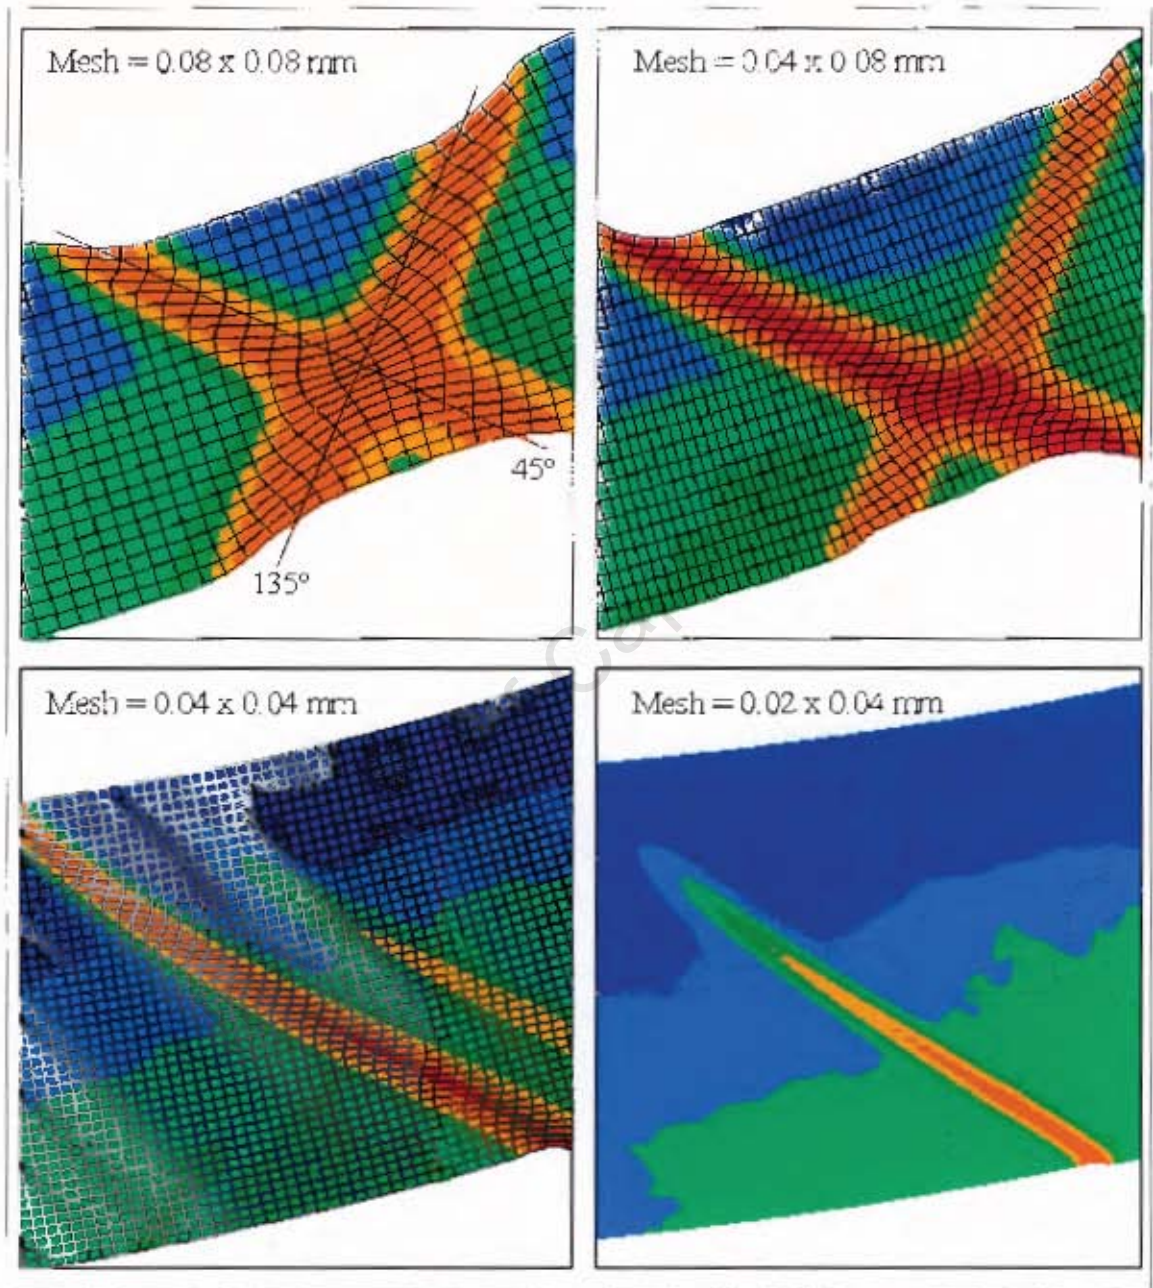 Mesh = 0.08 x 0.08 mm
Mesh = 0.04 x 0.08 mm
45°
135°
Mesh = 0.04 x 0.04 mm
Mesh = 0.02 x 0.04 mm